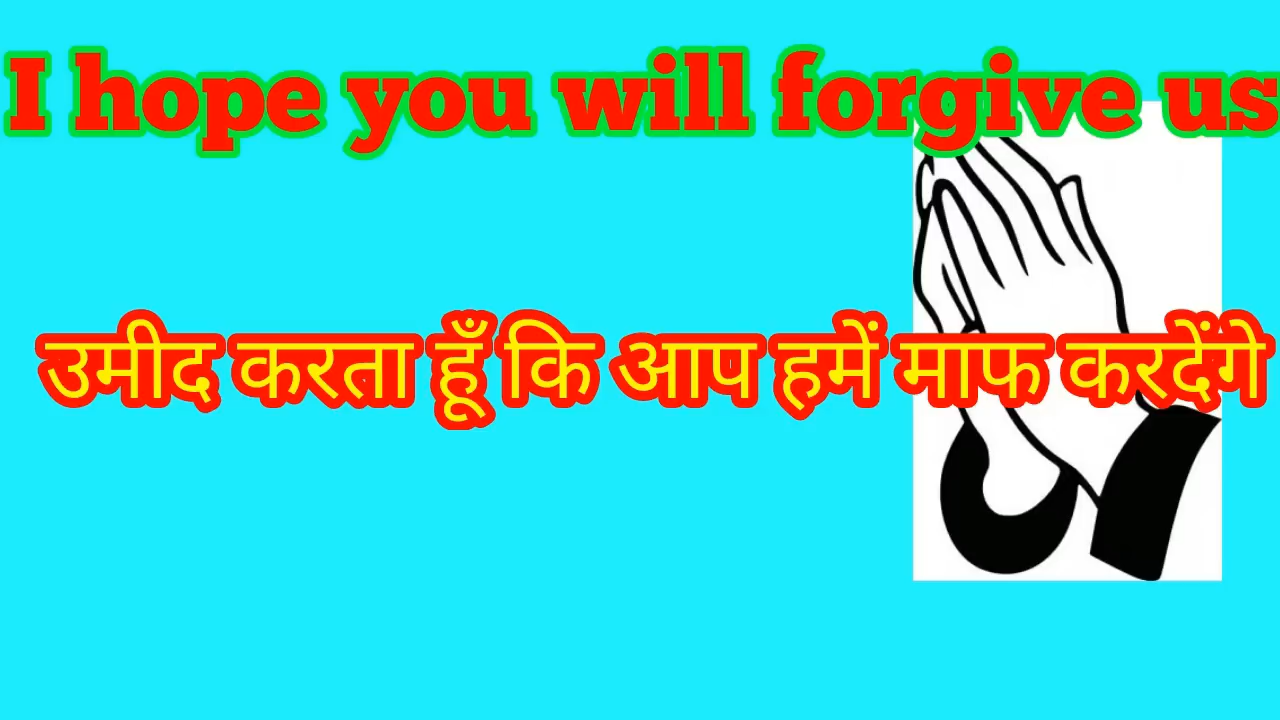 I hope you will forgive us
उमीद करता हूँ कि आप हमें माफ करदेंगे